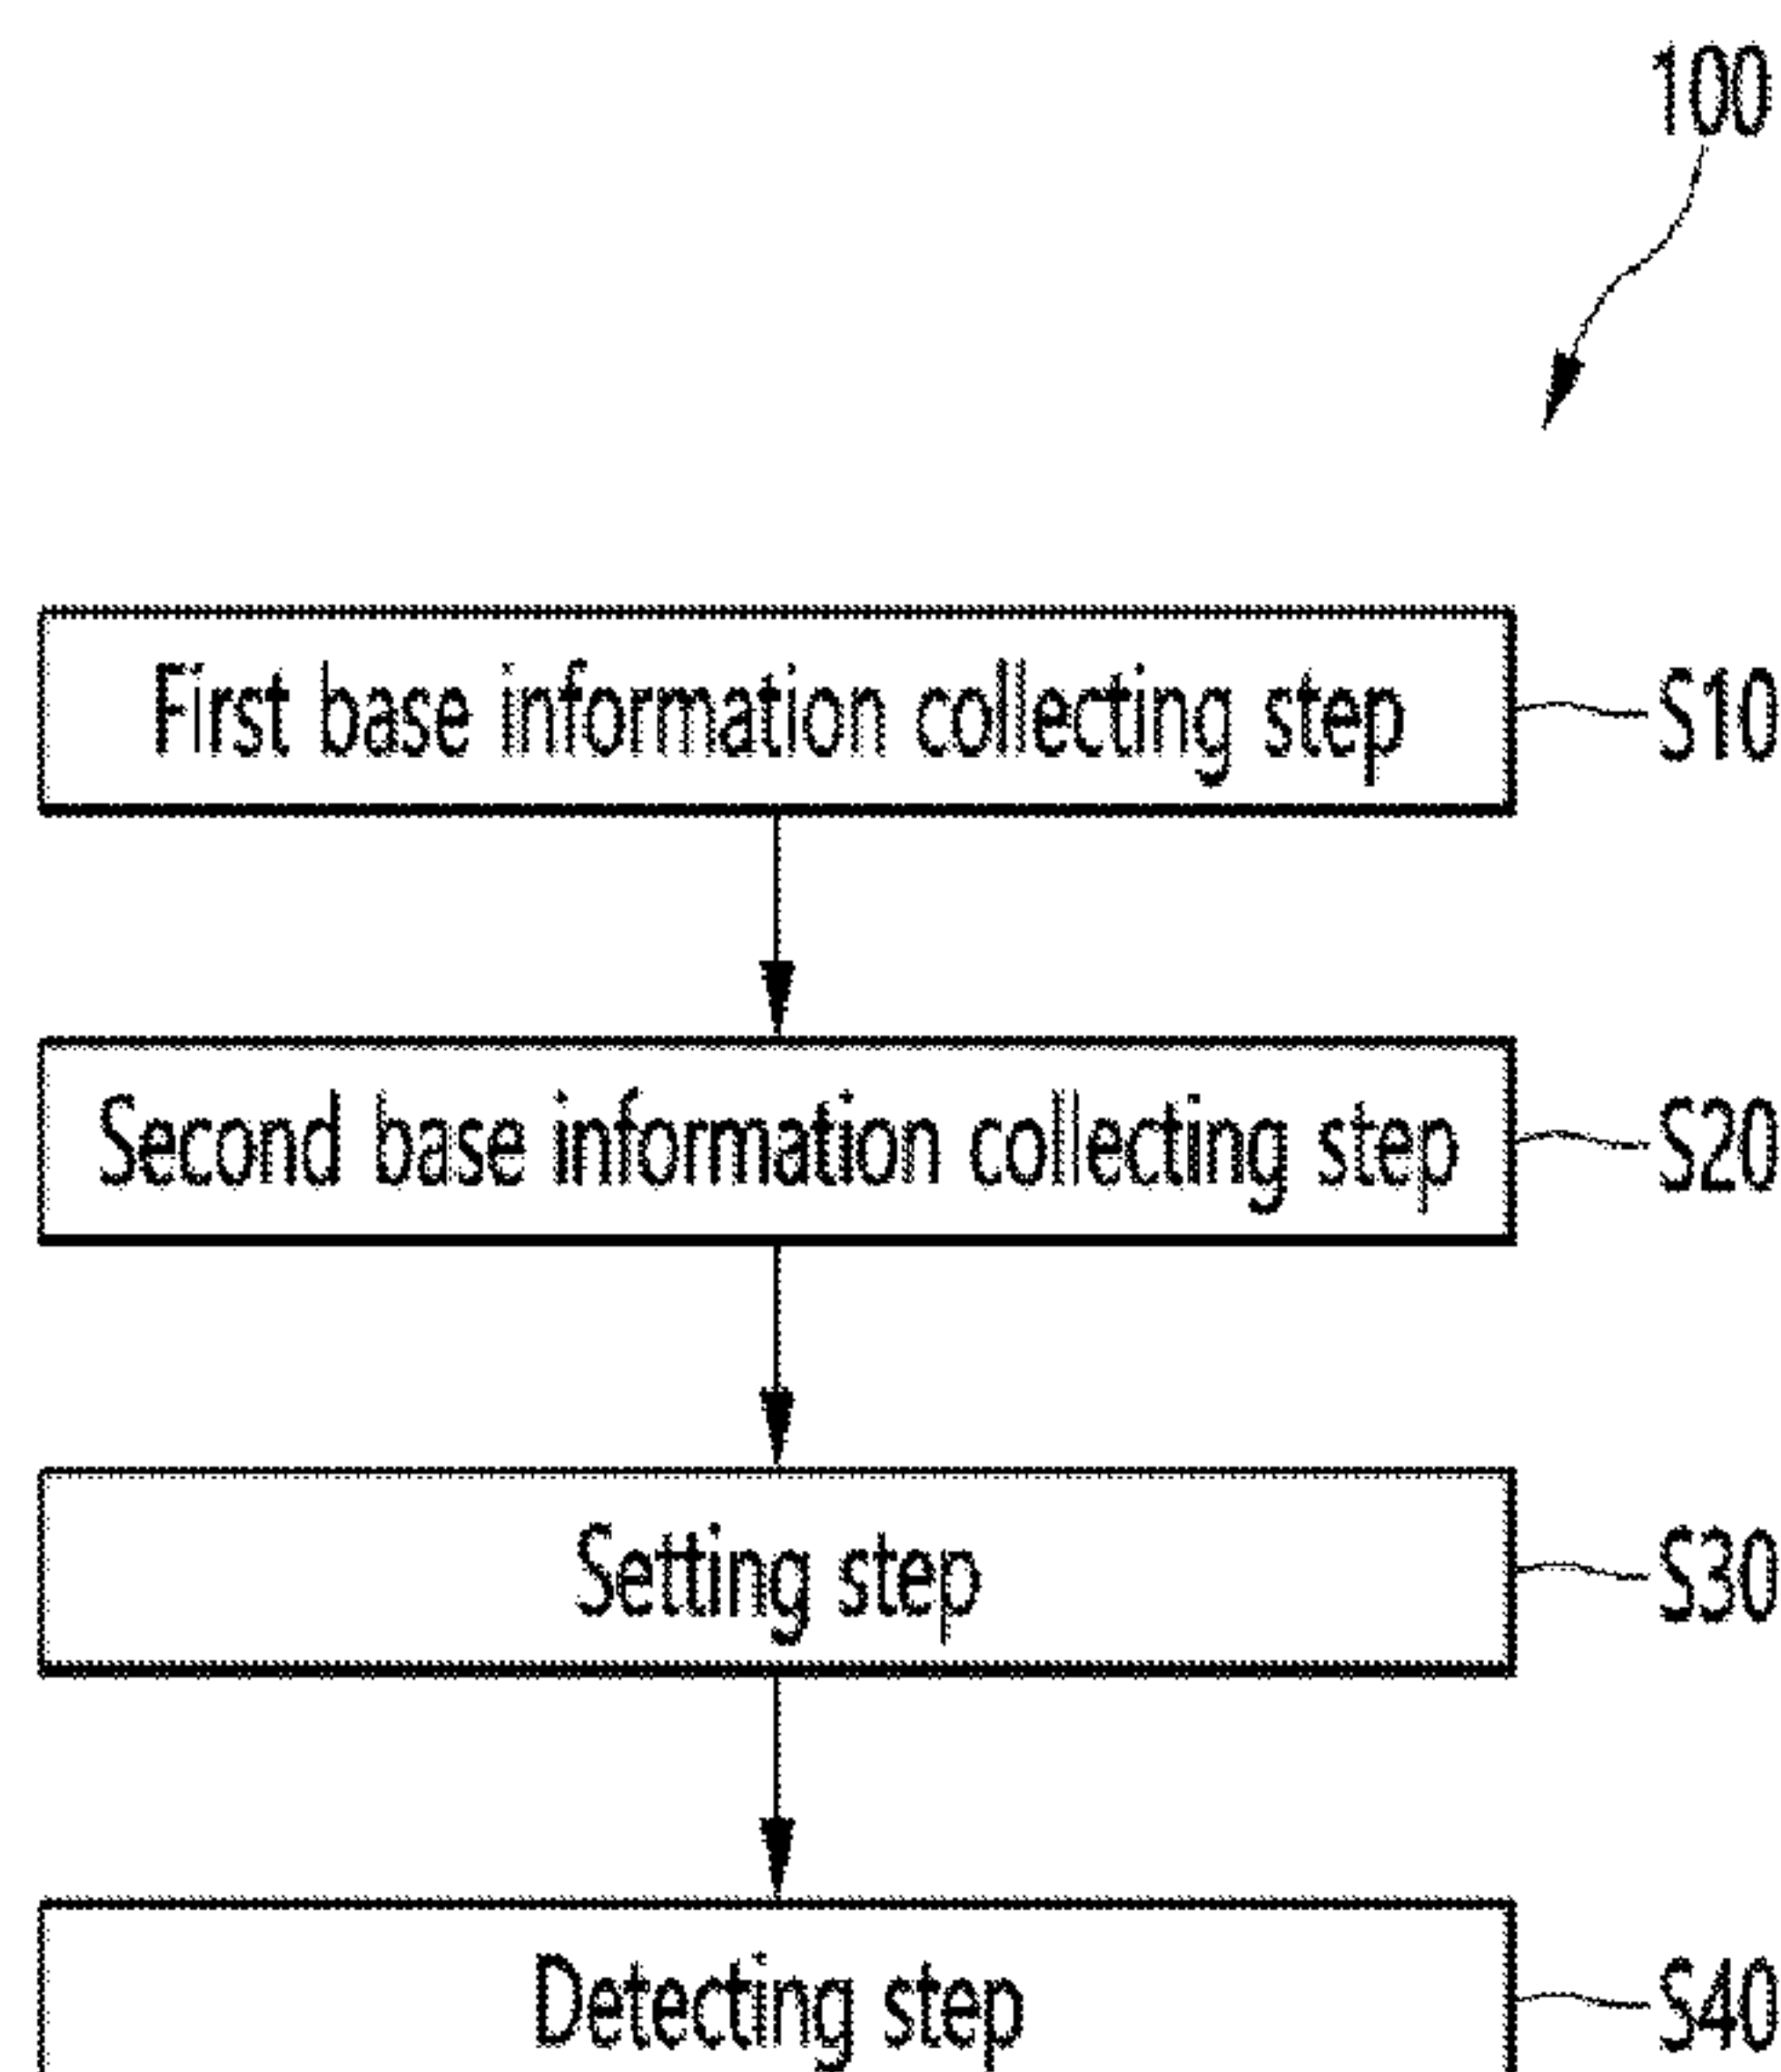 100
First base information collecting step S10
Second base information collecting step S20
Setting step S30
Detecting step S40